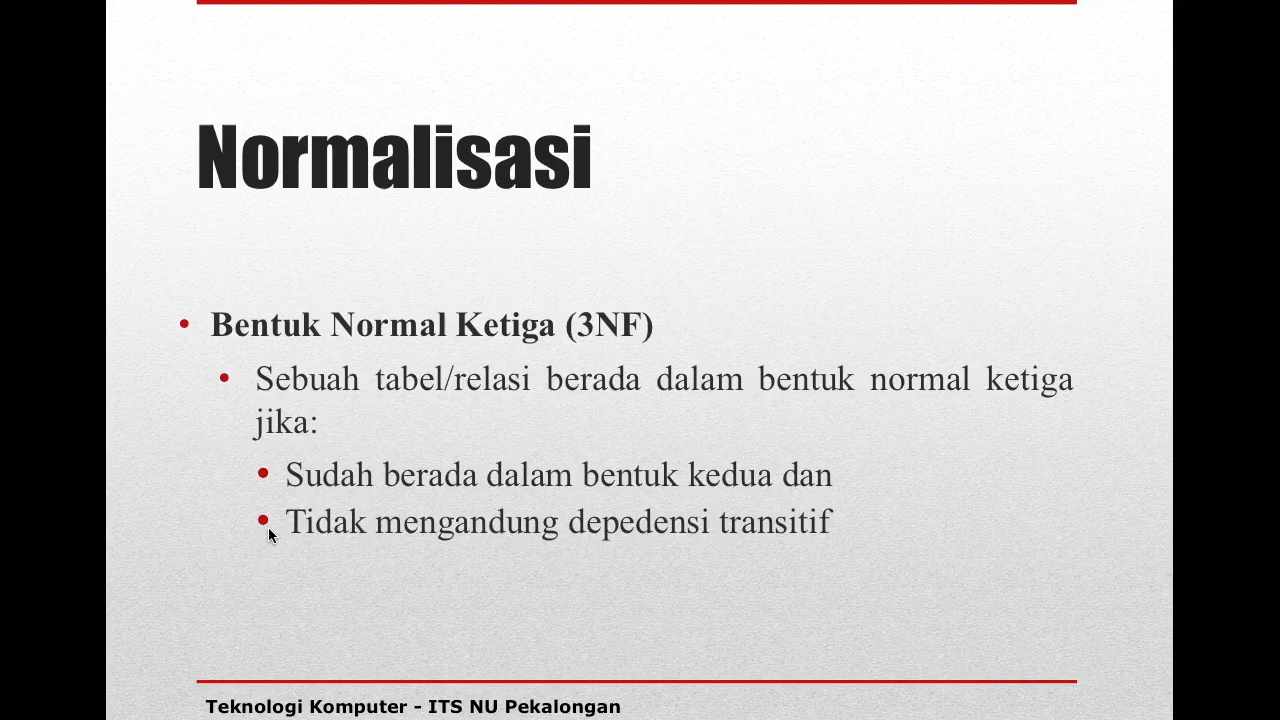 Normalisasi
• Bentuk Normal Ketiga (3NF)
• Sebuah tabel/relasi berada dalam bentuk normal ketiga
jika:
• Sudah berada dalam bentuk kedua dan
• Tidak mengandung depedensi transitif
Teknologi Komputer - ITS NU Pekalongan